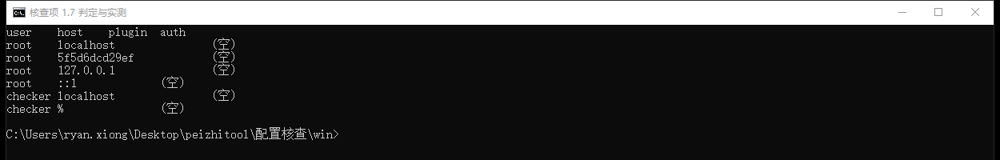 核查项 1.7 判定与实测
user host plugin auth
root localhost (空)
root 5f5d6dcd29ef (空)
root 127.0.0.1 (空)
root ::1 (空)
checker localhost (空)
checker % (空)
C:\Users\ryan.xiong\Desktop\peizhitool\配置核查\win>